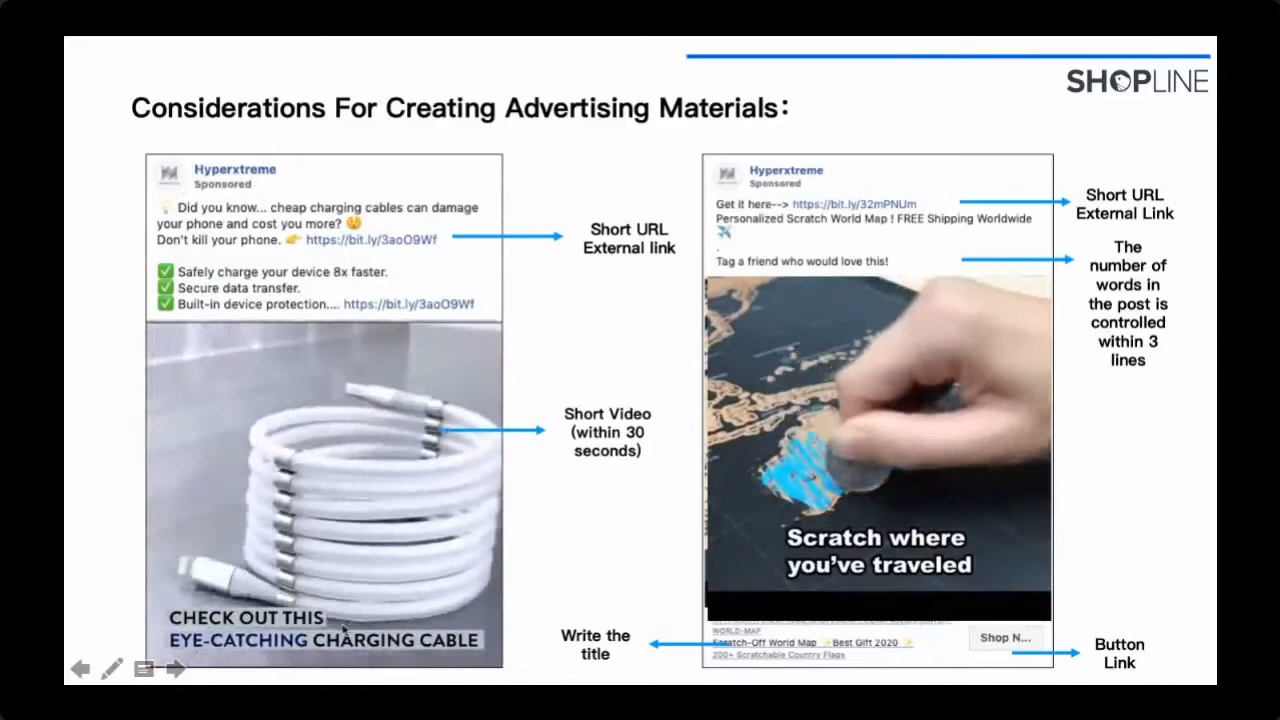 SHOPLINE
Considerations For Creating Advertising Materials:
Hyperxtreme
Sponsored
💡 Did you know... cheap charging cables can damage
your phone and cost you more? 😯
Don't kill your phone. 👉 https://bit.ly/3aoO9Wf
✅ Safely charge your device 8x faster.
✅ Secure data transfer.
✅ Built-in device protection.... https://bit.ly/3aoO9Wf
CHECK OUT THIS
EYE-CATCHING CHARGING CABLE
Short URL
External link
Short Video
(within 30
seconds)
Write the
title
Hyperxtreme
Sponsored
Get it here--> https://bit.ly/32mPNUm
Personalized Scratch World Map ! FREE Shipping Worldwide
✈️
.
Tag a friend who would love this!
Scratch where
you've traveled
WORLD-MAP
Scratch-Off World Map ✨Best Gift 2020 ✨
200+ Scratchable Country Flags
Shop N...
Short URL
External Link
The
number of
words in
the post is
controlled
within 3
lines
Button
Link